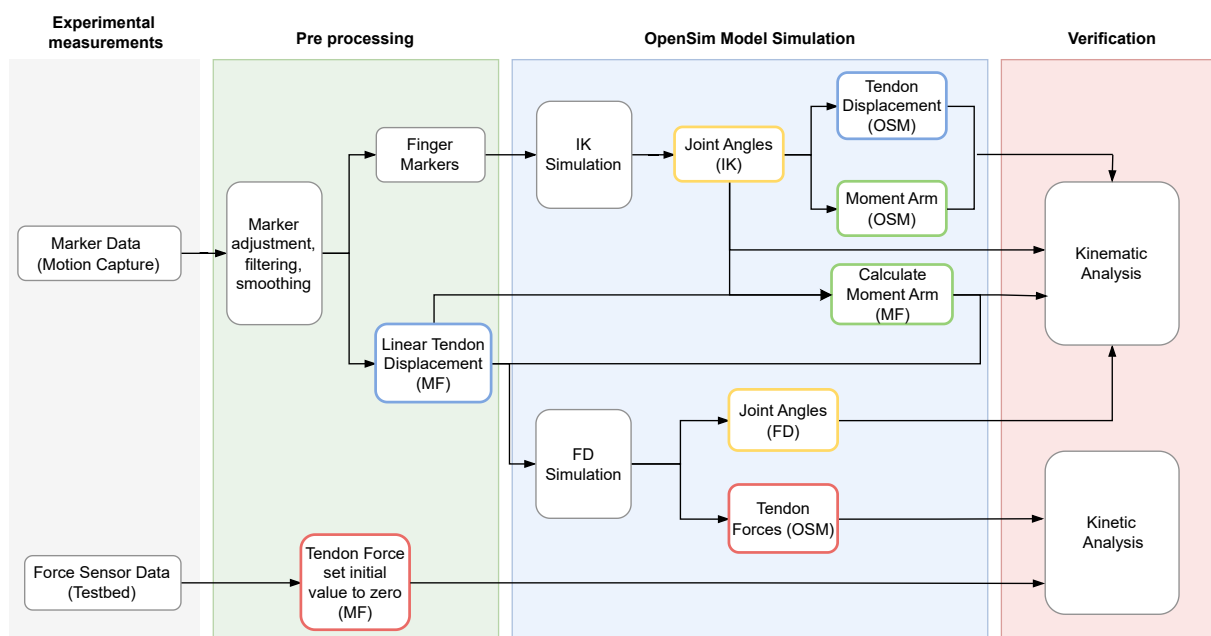 Experimental
measurements
Pre processing
OpenSim Model Simulation
Verification
Marker Data
(Motion Capture)
Marker
adjustment,
filtering,
smoothing
Finger
Markers
Linear Tendon
Displacement
(MF)
IK
Simulation
Joint Angles
(IK)
Tendon
Displacement
(OSM)
Moment Arm
(OSM)
Calculate
Moment Arm
(MF)
Kinematic
Analysis
FD
Simulation
Joint Angles
(FD)
Tendon
Forces (OSM)
Kinetic
Analysis
Force Sensor Data
(Testbed)
Tendon Force
set initial
value to zero
(MF)